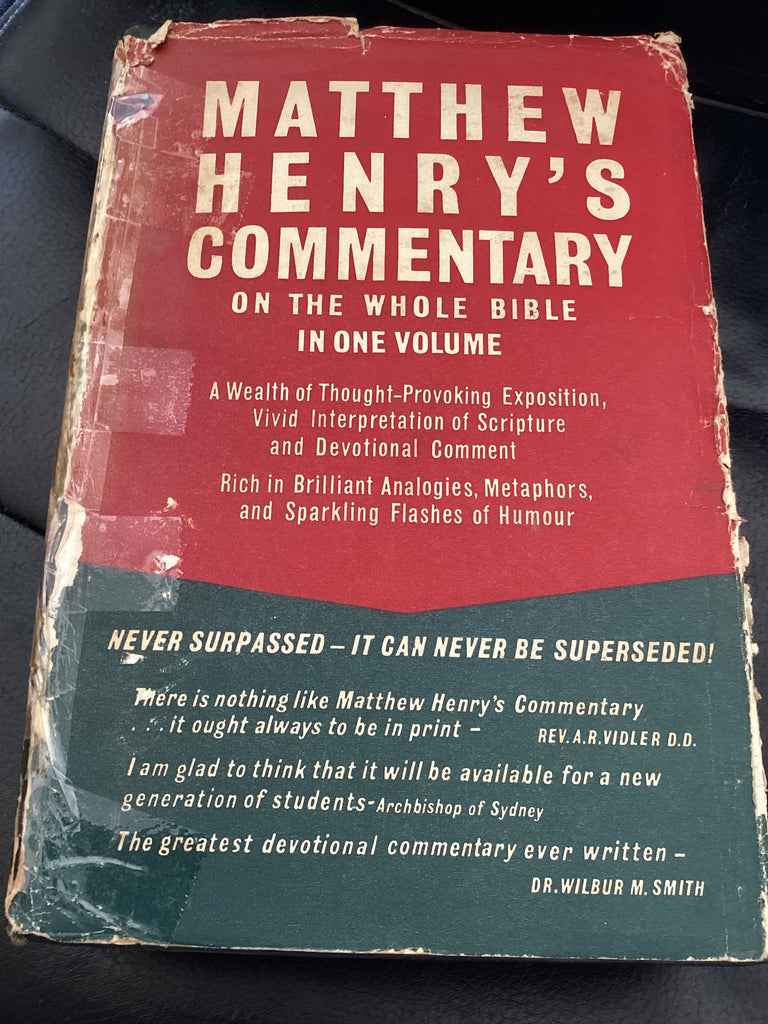 MATTHEW
HENRY'S
COMMENTARY
ON THE WHOLE BIBLE
IN ONE VOLUME
A Wealth of Thought-Provoking Exposition,
Vivid Interpretation of Scripture
and Devotional Comment
Rich in Brilliant Analogies, Metaphors,
and Sparkling Flashes of Humour
NEVER SURPASSED – IT CAN NEVER BE SUPERSEDED!
There is nothing like Matthew Henry's Commentary
. . . it ought always to be in print – REV. A.R. VIDLER D.D.
I am glad to think that it will be available for a new
generation of students-Archbishop of Sydney
The greatest devotional commentary ever written –
DR. WILBUR M. SMITH